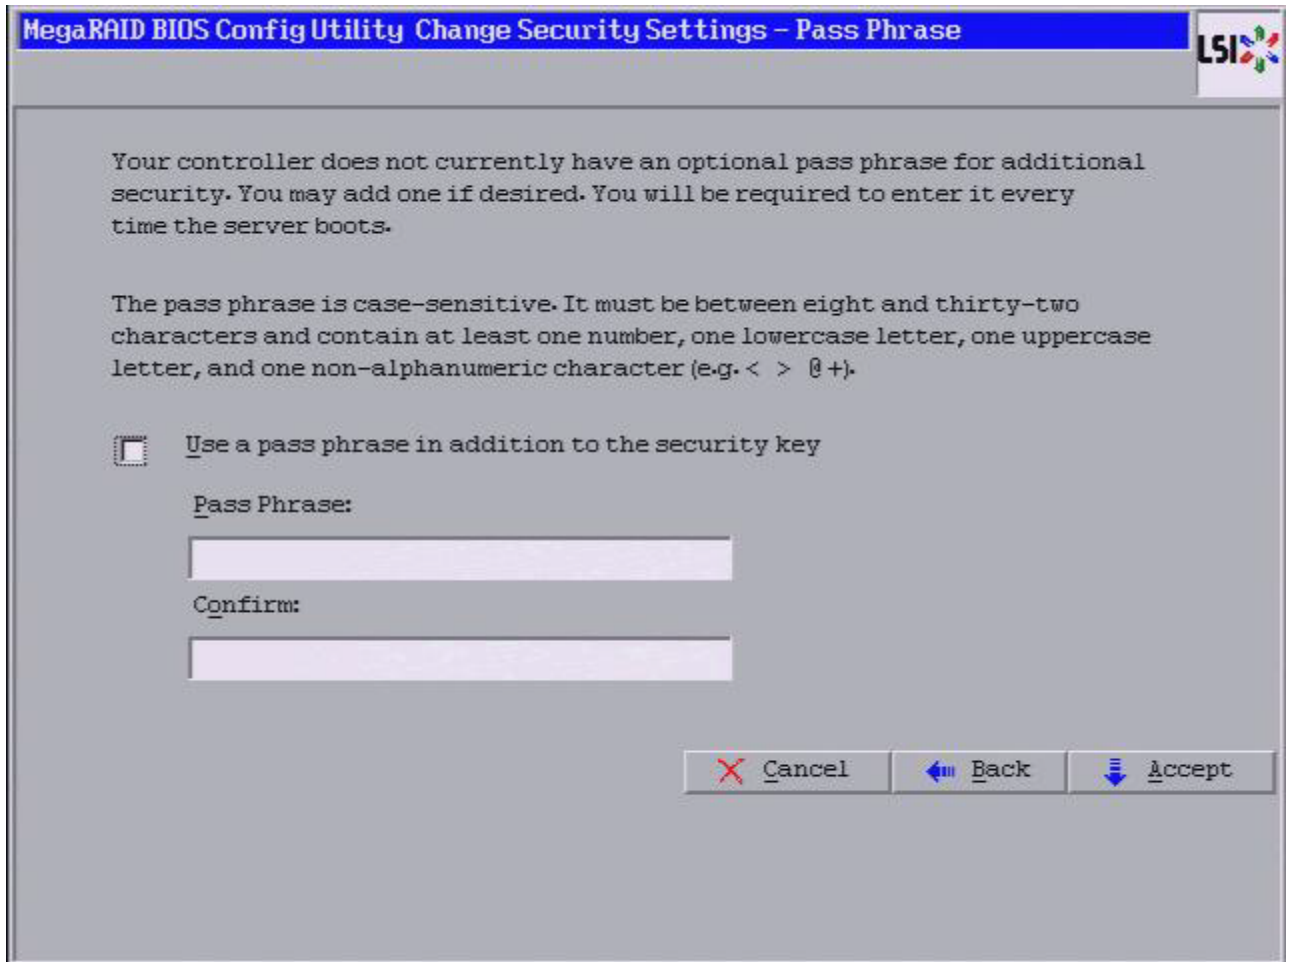 MegaRAID BIOS Config Utility Change Security Settings - Pass Phrase
LSI
Your controller does not currently have an optional pass phrase for additional
security. You may add one if desired. You will be required to enter it every
time the server boots.
The pass phrase is case-sensitive. It must be between eight and thirty-two
characters and contain at least one number, one lowercase letter, one uppercase
letter, and one non-alphanumeric character (e.g. < > @ +).
Use a pass phrase in addition to the security key
Pass Phrase:
Confirm:
Cancel Back Accept